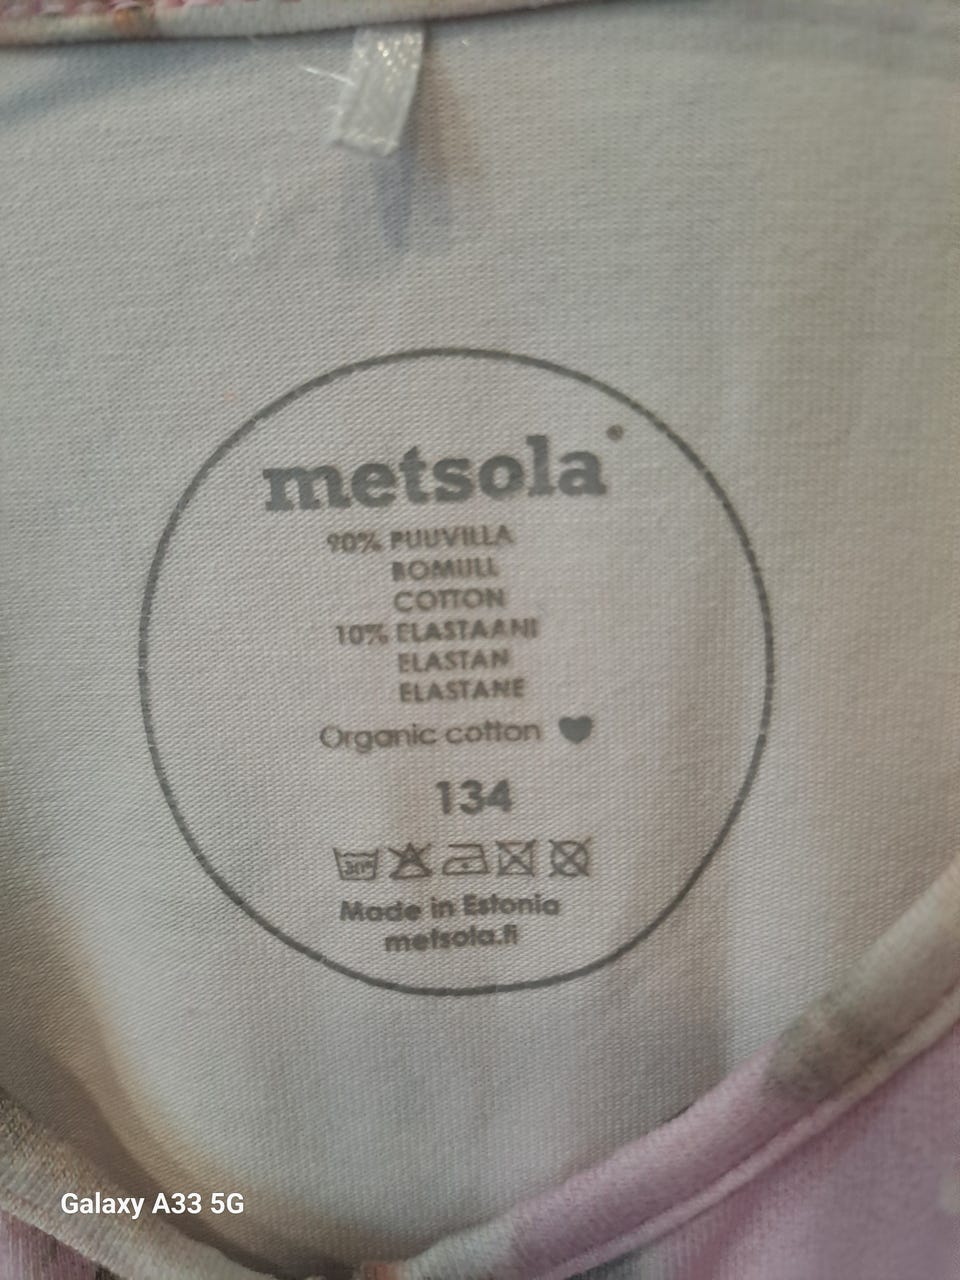 metsola
90% PUUVILLA
BOMULL
COTTON
10% ELASTAANI
ELASTAN
ELASTANE
Organic cotton
134
30°
Made in Estonia
metsola.fi
Galaxy A33 5G